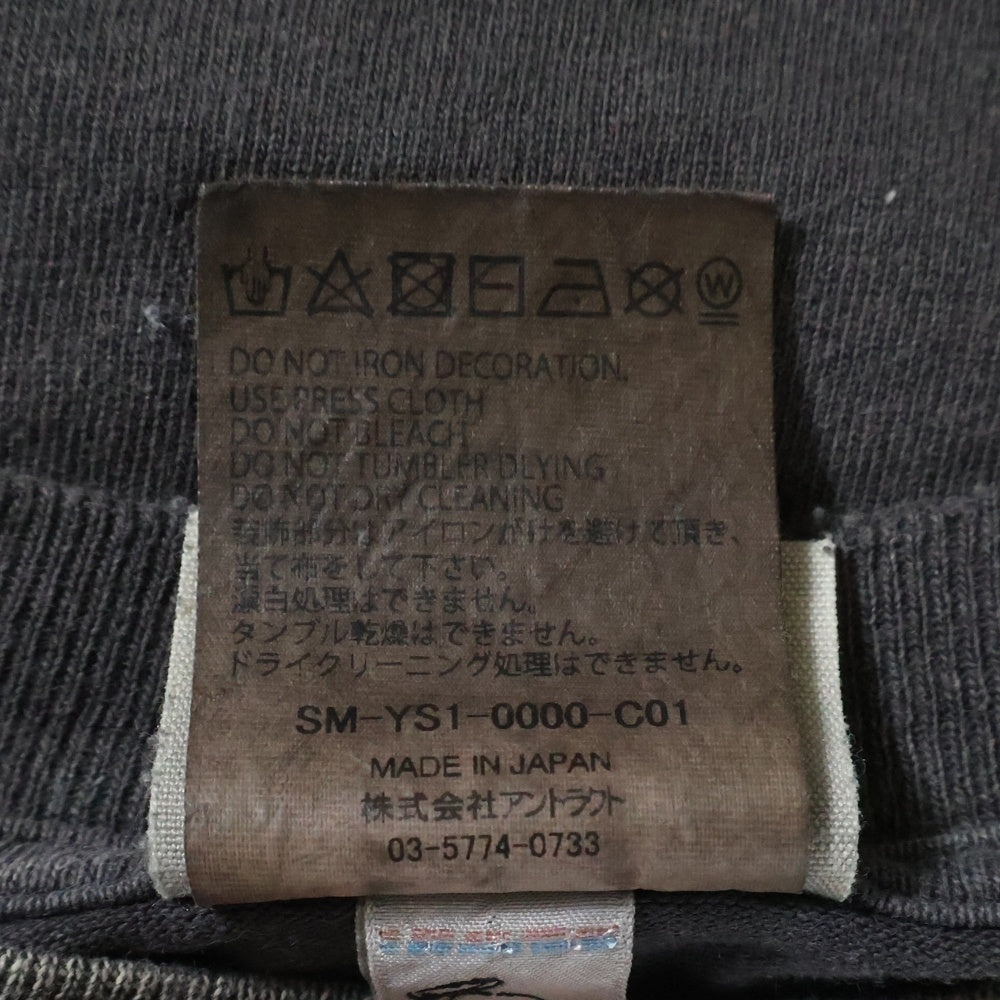 W
DO NOT IRON DECORATION.
USE PRESS CLOTH
DO NOT BLEACH
DO NOT TUMBLER DLYING
DO NOT DRY CLEANING
装飾部分はアイロンがけを避けて頂き、
当て布をして下さい。
漂白処理はできません。
タンブル乾燥はできません。
ドライクリーニング処理はできません。
SM-YS1-0000-C01
MADE IN JAPAN
株式会社アントラクト
03-5774-0733